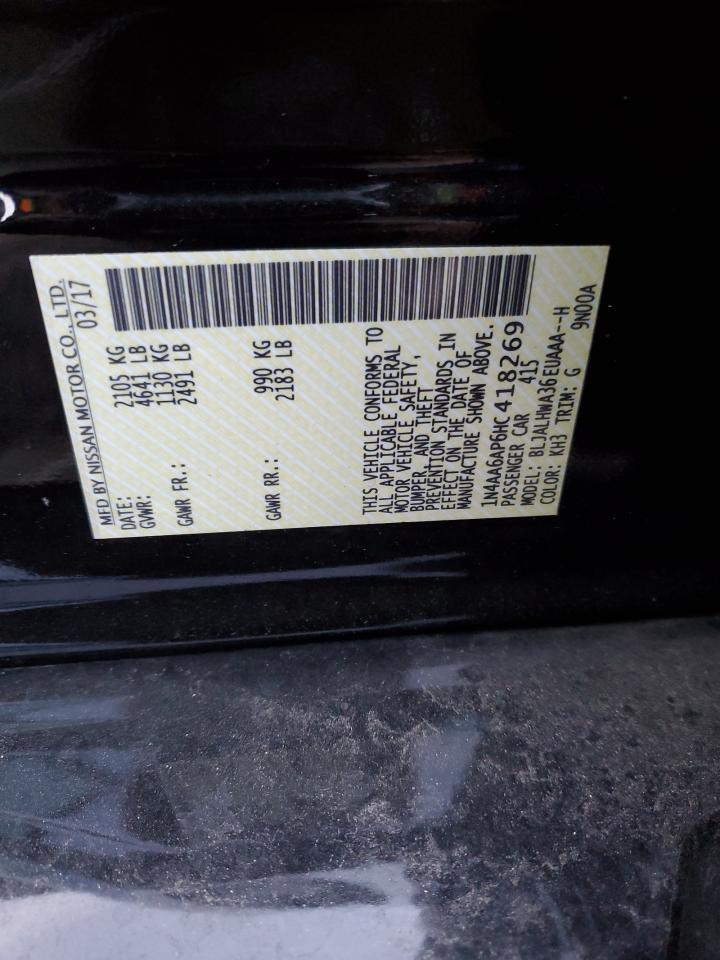 MFD BY NISSAN MOTOR CO., LTD.
DATE: 03/17
GVWR: 2105 KG
4641 LB
GAWR FR.: 1130 KG
2491 LB
GAWR RR.: 990 KG
2183 LB
THIS VEHICLE CONFORMS TO
ALL APPLICABLE FEDERAL
MOTOR VEHICLE SAFETY,
BUMPER, AND THEFT
PREVENTION STANDARDS IN
EFFECT ON THE DATE OF
MANUFACTURE SHOWN ABOVE.
1N4AA6AP6HC418269
PASSENGER CAR 415
MODEL: BLJALHWA36EUAAA--H
COLOR: KH3 TRIM: G 9N00A